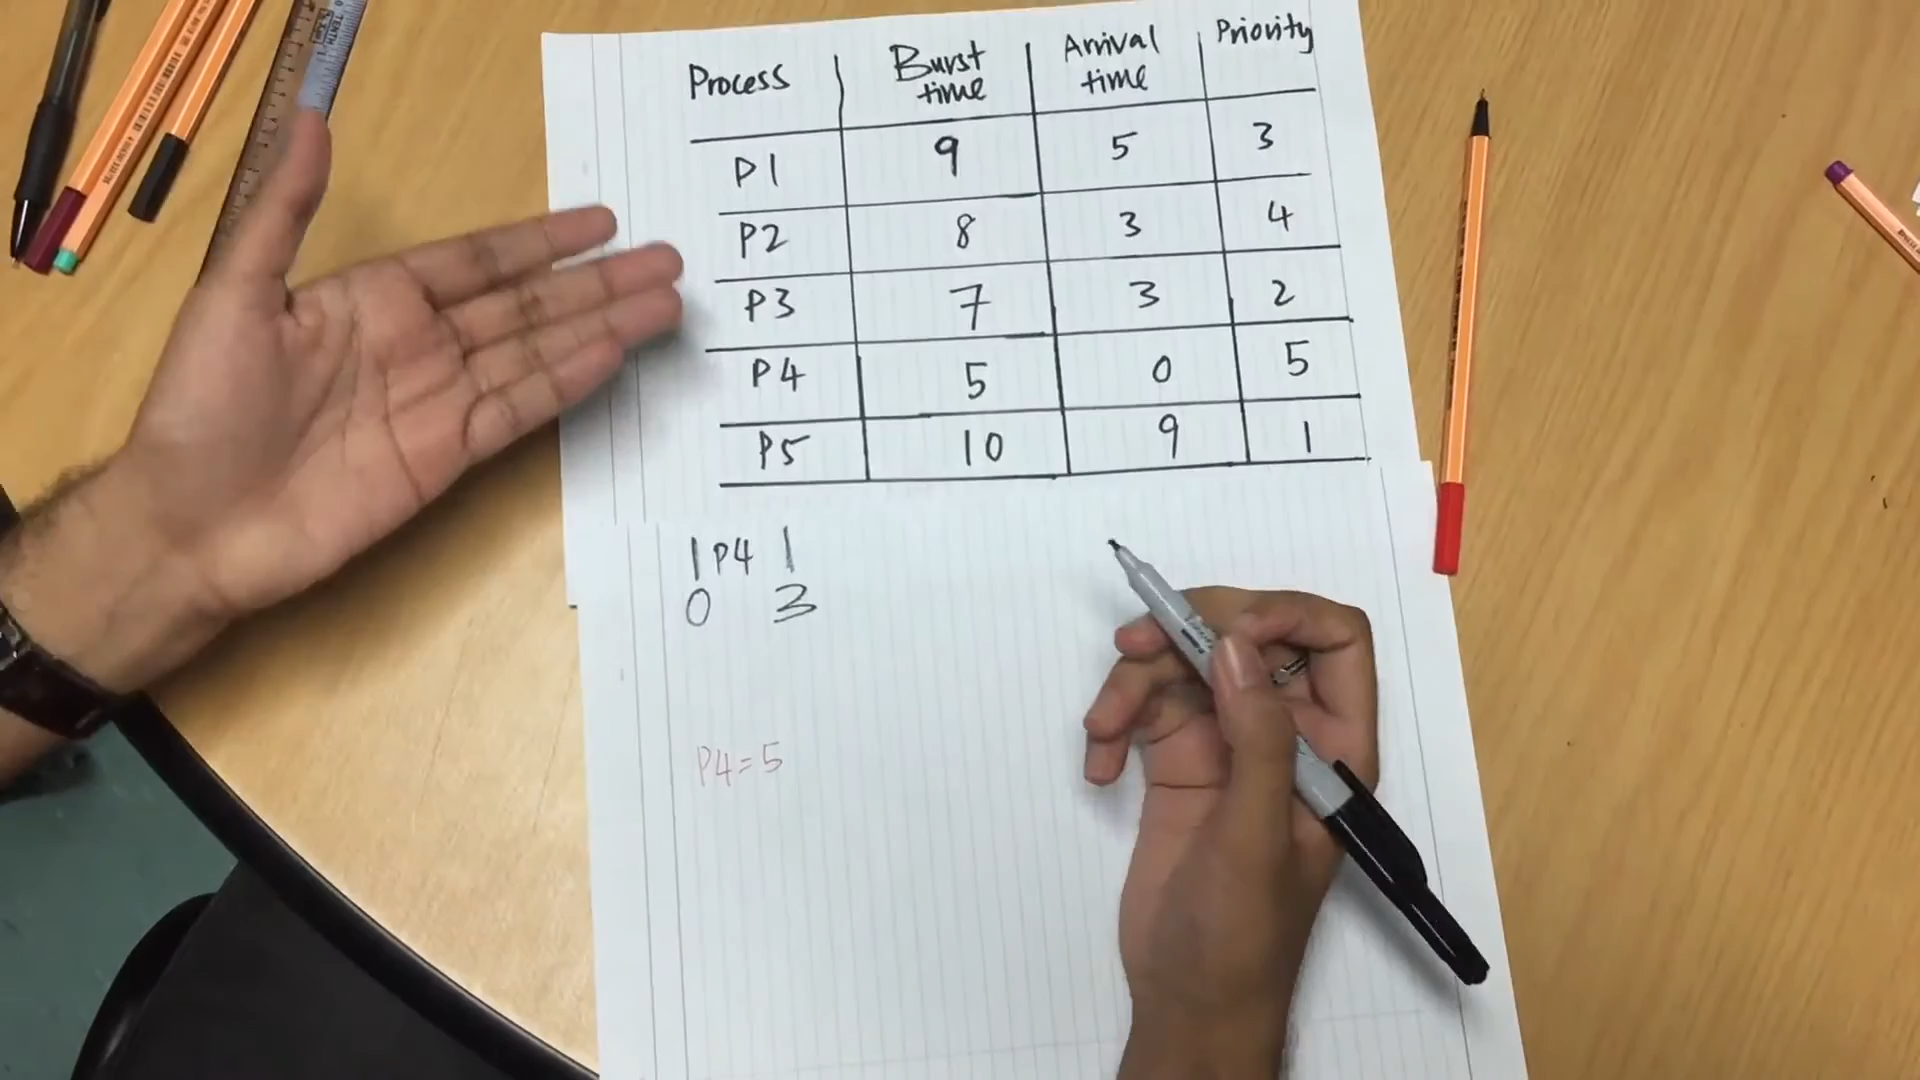 Process Burst time Arrival time Priority
P1 9 5 3
P2 8 3 4
P3 7 3 2
P4 5 0 5
P5 10 9 1
| P4 |
0 3
P4=5